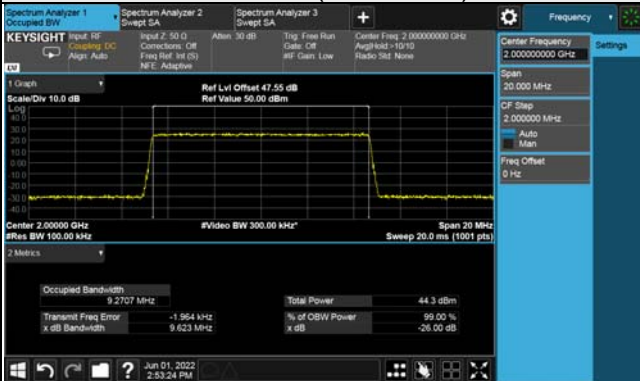 Spectrum Analyzer 1
Occupied BW
Spectrum Analyzer 2
Swept SA
Spectrum Analyzer 3
Swept SA
Frequency
KEYSIGHT
Input: RF
Coupling: DC
Align: Auto
Input Z: 50 Ω
Corrections: Off
Freq Ref: Int (S)
NFE: Adaptive
Atten: 30 dB
Trig: Free Run
Gate: Off
#IF Gain: Low
Center Freq: 2.000000000 GHz
Avg|Hold:>10/10
Radio Std: None
LXI
Center Frequency
2.000000000 GHz
Settings
Span
20.000 MHz
CF Step
2.000000 MHz
Auto
Man
Freq Offset
0 Hz
1 Graph
Scale/Div 10.0 dB
Ref Lvl Offset 47.55 dB
Ref Value 50.00 dBm
Log
40.0
30.0
20.0
10.0
0.00
-10.0
-20.0
-30.0
-40.0
Center 2.00000 GHz
#Res BW 100.00 kHz
#Video BW 300.00 kHz*
Span 20 MHz
Sweep 20.0 ms (1001 pts)
2 Metrics
Occupied Bandwidth
9.2707 MHz
Total Power
44.3 dBm
Transmit Freq Error
-1.964 kHz
% of OBW Power
99.00 %
x dB Bandwidth
9.623 MHz
x dB
-26.00 dB
?
Jun 01, 2022
2:53:24 PM